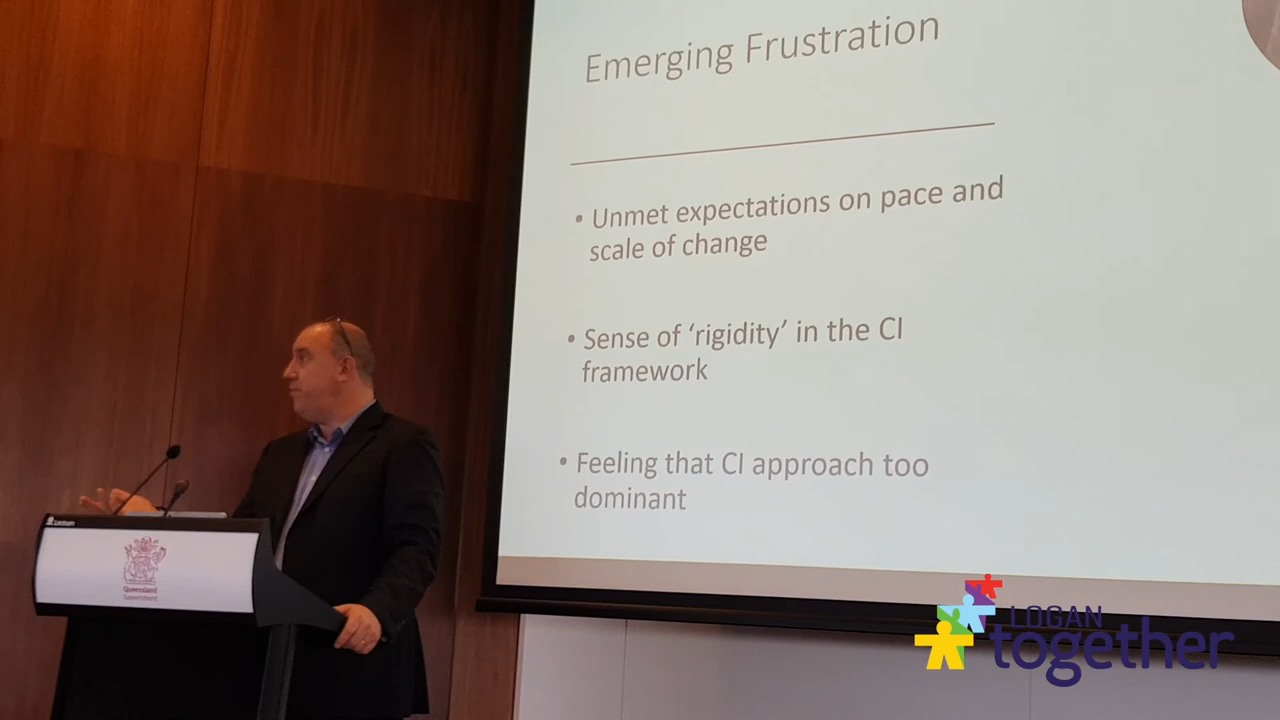 Emerging Frustration
• Unmet expectations on pace and
scale of change
• Sense of ‘rigidity’ in the CI
framework
• Feeling that CI approach too
dominant
Lectrum
Queensland
Government
LOGAN
together